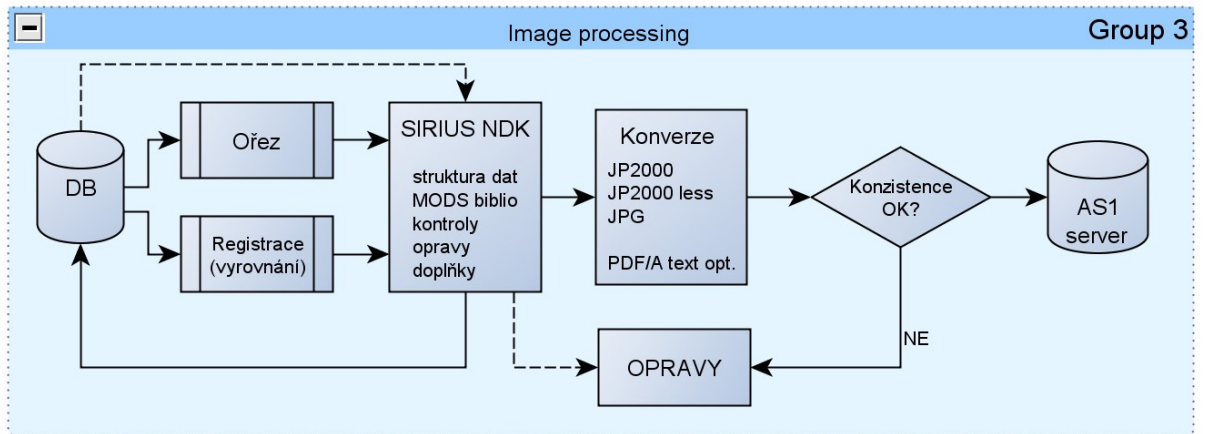 Image processing
Group 3
DB
Ořez
Registrace
(vyrovnání)
SIRIUS NDK
struktura dat
MODS biblio
kontroly
opravy
doplňky
Konverze
JP2000
JP2000 less
JPG
PDF/A text opt.
Konzistence
OK?
AS1
server
NE
OPRAVY